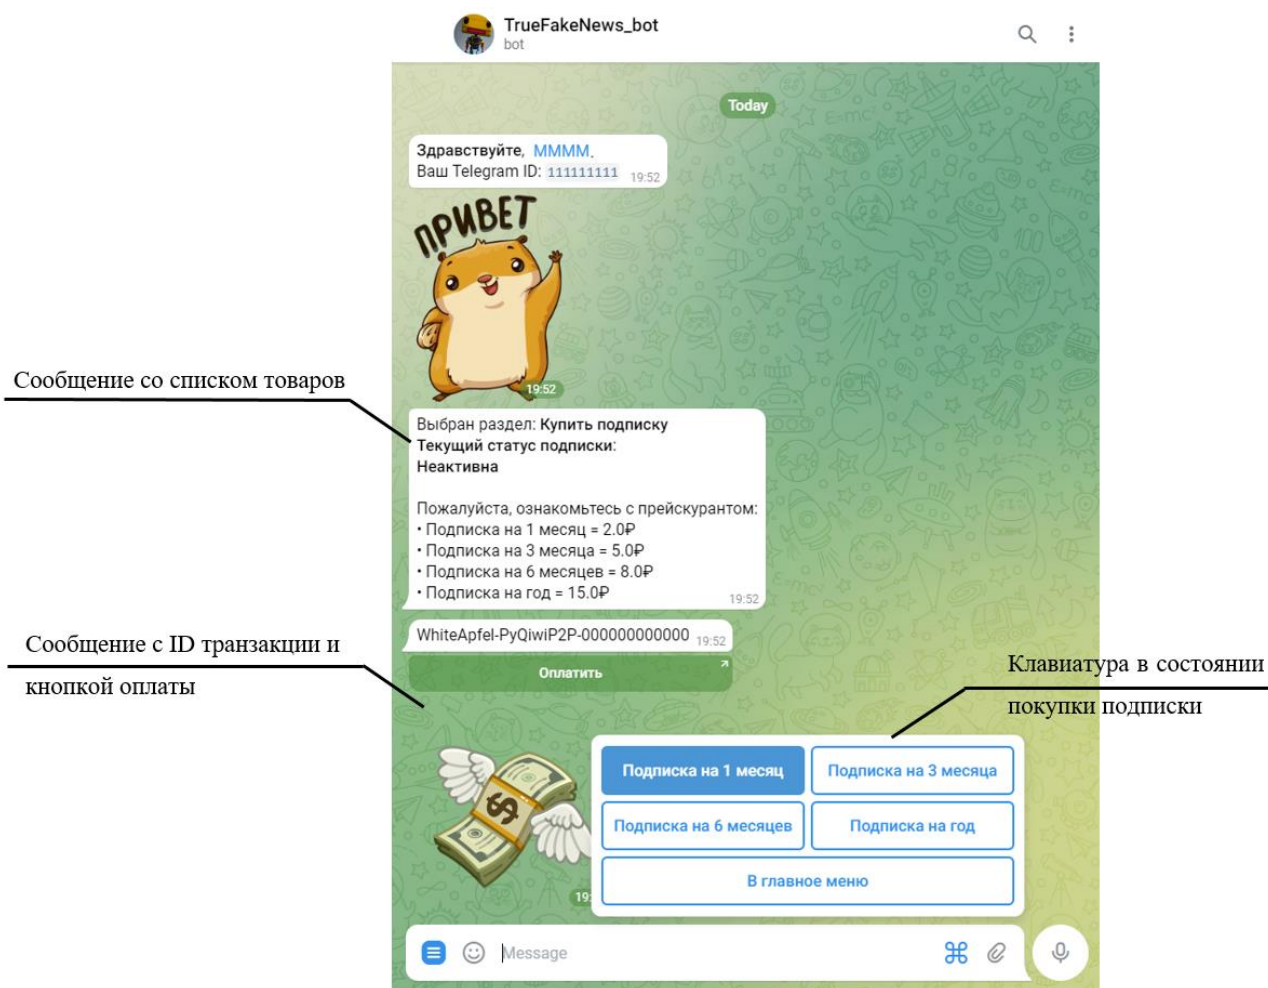 TrueFakeNews_bot
bot
Today
Здравствуйте, MMMM.
Ваш Telegram ID: 111111111 19:52
ПРИВЕТ
19:52
Сообщение со списком товаров
Выбран раздел: Купить подписку
Текущий статус подписки:
Неактивна
Пожалуйста, ознакомьтесь с прейскурантом:
• Подписка на 1 месяц = 2.0₽
• Подписка на 3 месяца = 5.0₽
• Подписка на 6 месяцев = 8.0₽
• Подписка на год = 15.0₽ 19:52
WhiteApfel-PyQiwiP2P-000000000000 19:52
Оплатить
Сообщение с ID транзакции и
кнопкой оплаты
Клавиатура в состоянии
покупки подписки
Подписка на 1 месяц Подписка на 3 месяца
Подписка на 6 месяцев Подписка на год
В главное меню
$
19:
Message